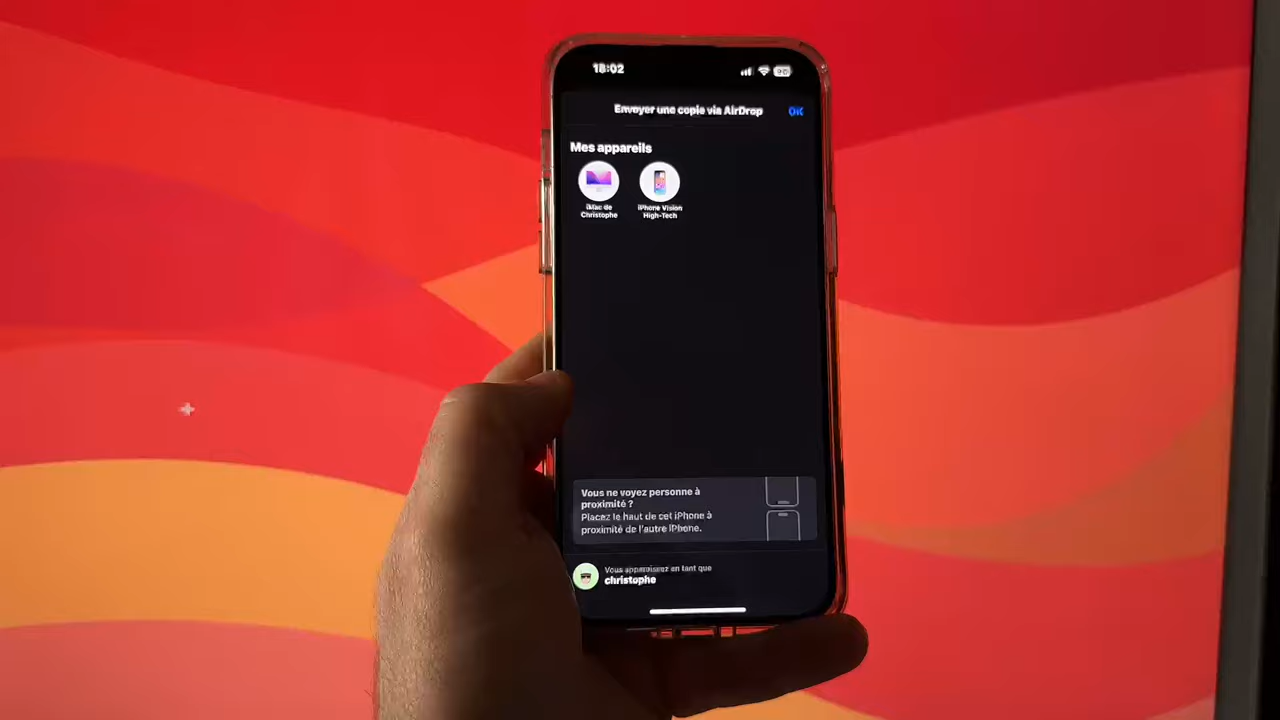 18:02
Envoyer une copie via AirDrop OK
Mes appareils
iMac de
Christophe
iPhone Vision
High-Tech
Vous ne voyez personne à
proximité ?
Placez le haut de cet iPhone à
proximité de l'autre iPhone.
Vous apparaissez en tant que
christophe